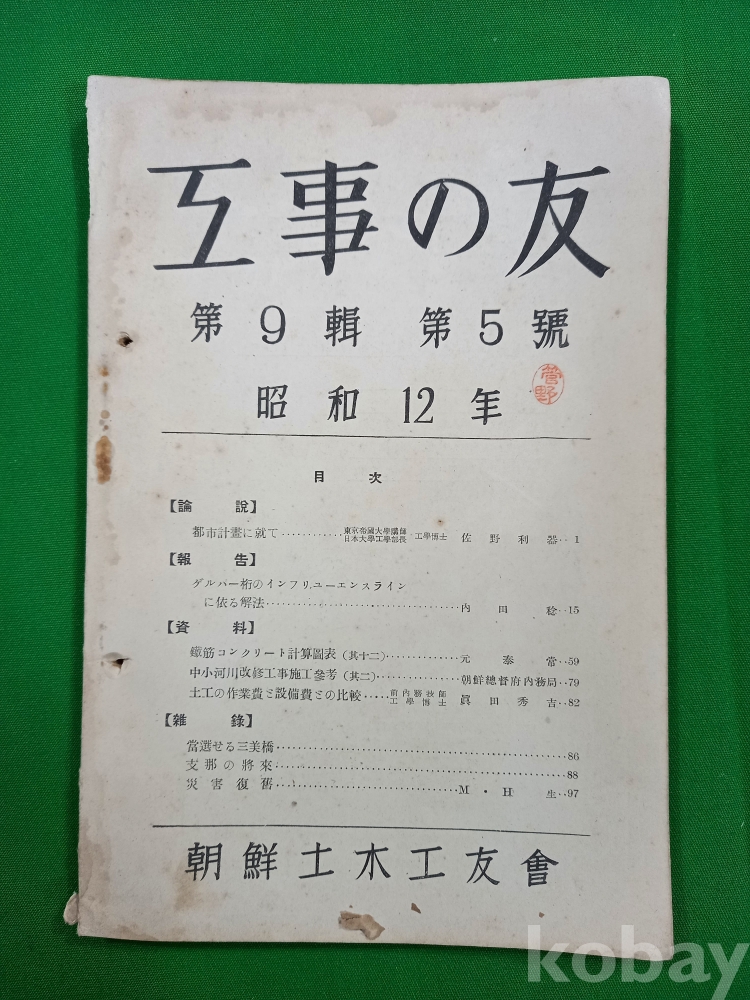 工事の友
第9輯 第5號
昭和12年
菅野
目次
【論說】
都市計畫に就て 東京帝國大學講師 日本大學工學部長 工學博士 佐野利器 1
【報告】
ゲルバー桁のインフリユーエンスライン
に依る解法 內田稔 15
【資料】
鐵筋コンクリート計算圖表(其十二) 元泰常 59
中小河川改修工事施工參考(其二) 朝鮮總督府内務局 79
土工の作業費と設備費との比較 前內務技師 工學博士 眞田秀吉 82
【雜錄】
當選せる三美橋 86
支那の將來 88
災害復舊 M・H生 97
朝鮮土木工友會
kobay